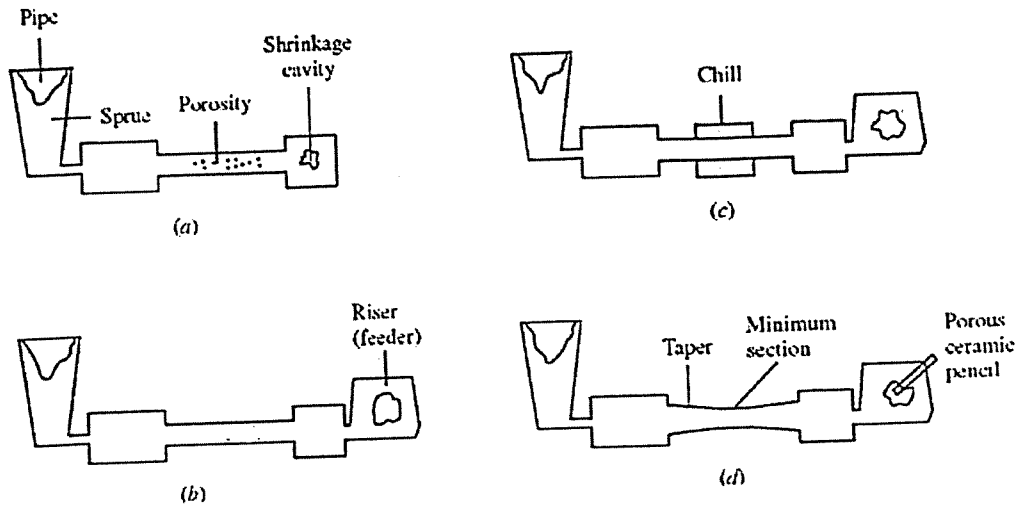 Pipe
Shrinkage
cavity
Sprue
Porosity
(a)
Chill
(c)
Riser
(feeder)
(b)
Taper
Minimum
section
Porous
ceramic
pencil
(d)